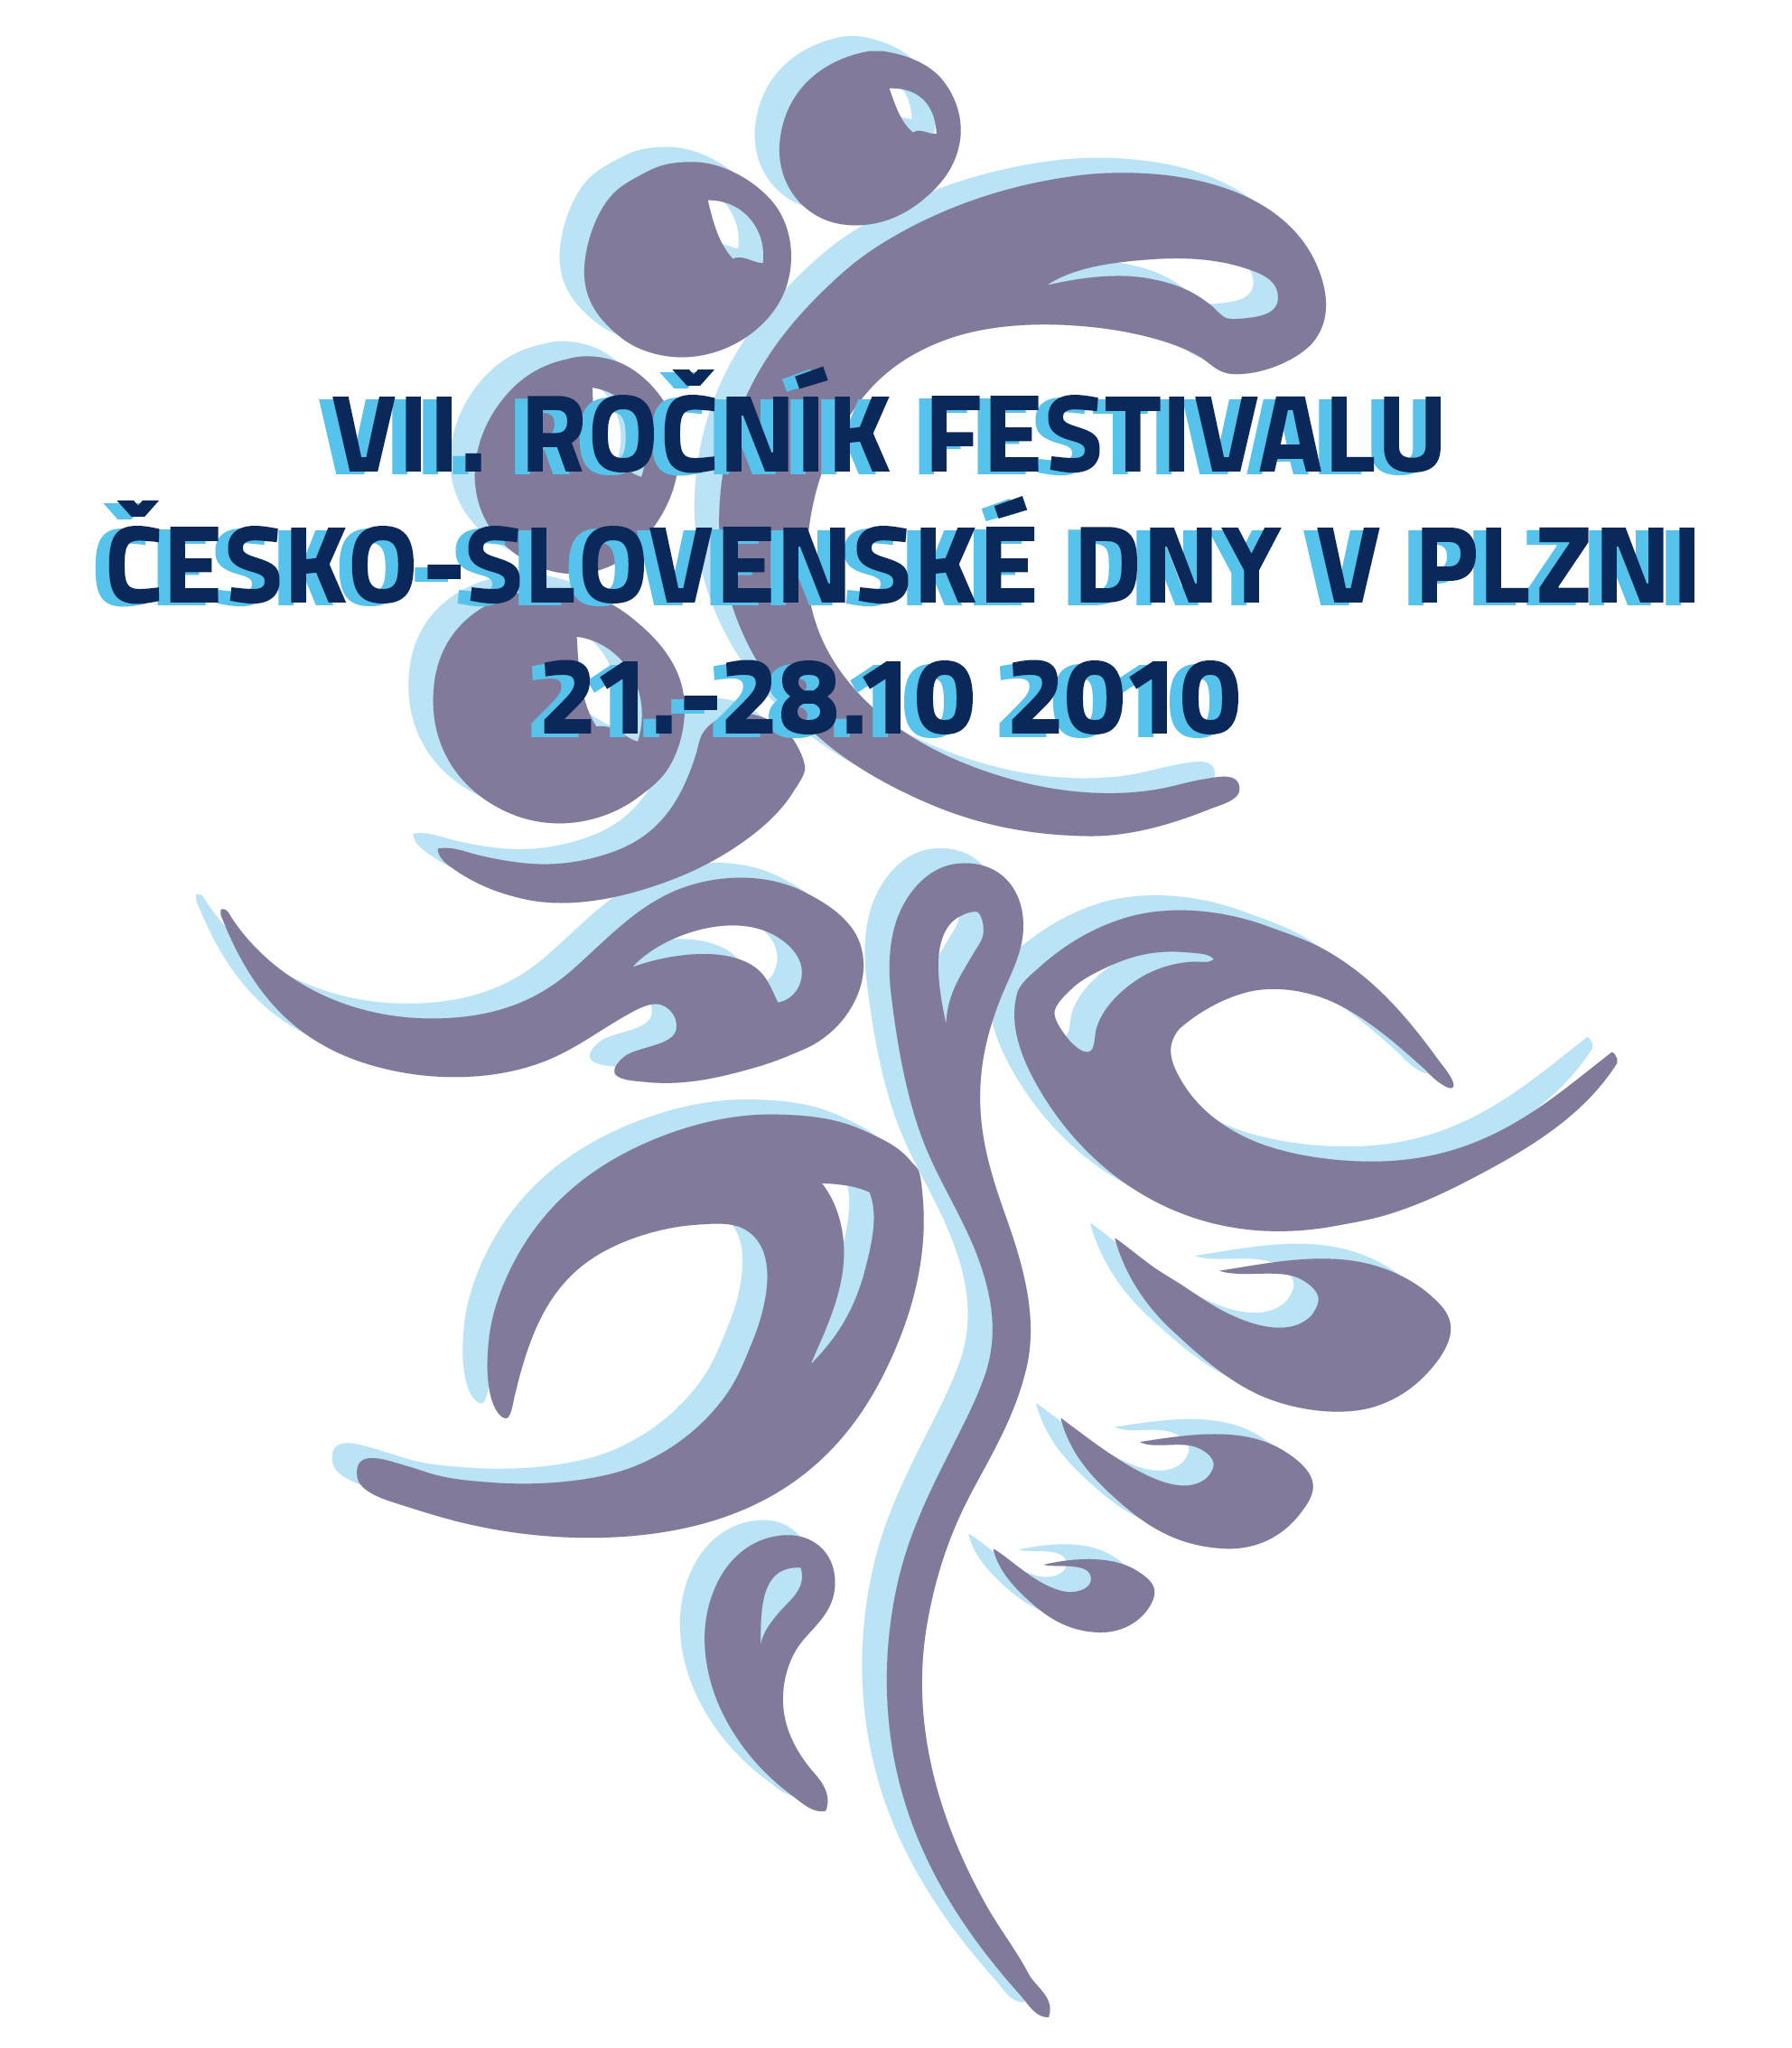 VII. ROČNÍK FESTIVALU
ČESKO-SLOVENSKÉ DNY V PLZNI
21.-28.10 2010